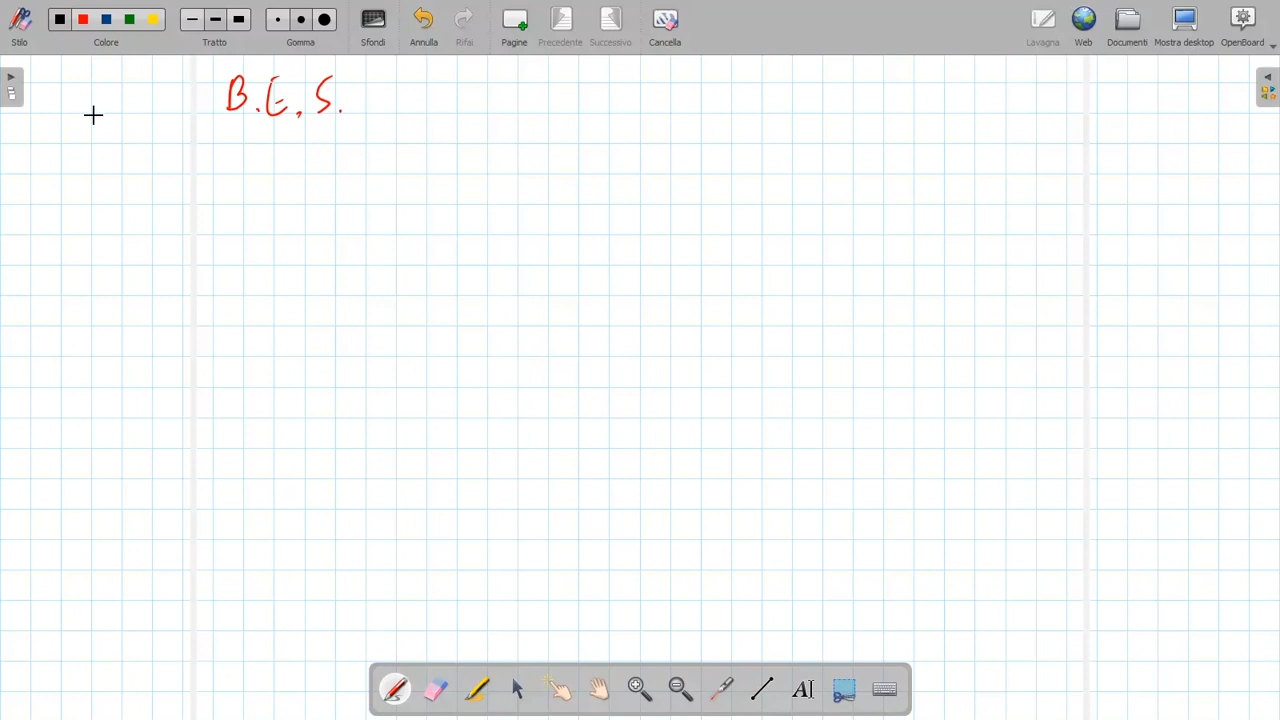 Stilo Colore Tratto Gomma Sfondi Annulla Rifai Pagine Precedente Successivo Cancella Lavagna Web Documenti Mostra desktop OpenBoard
B.E.S.
A